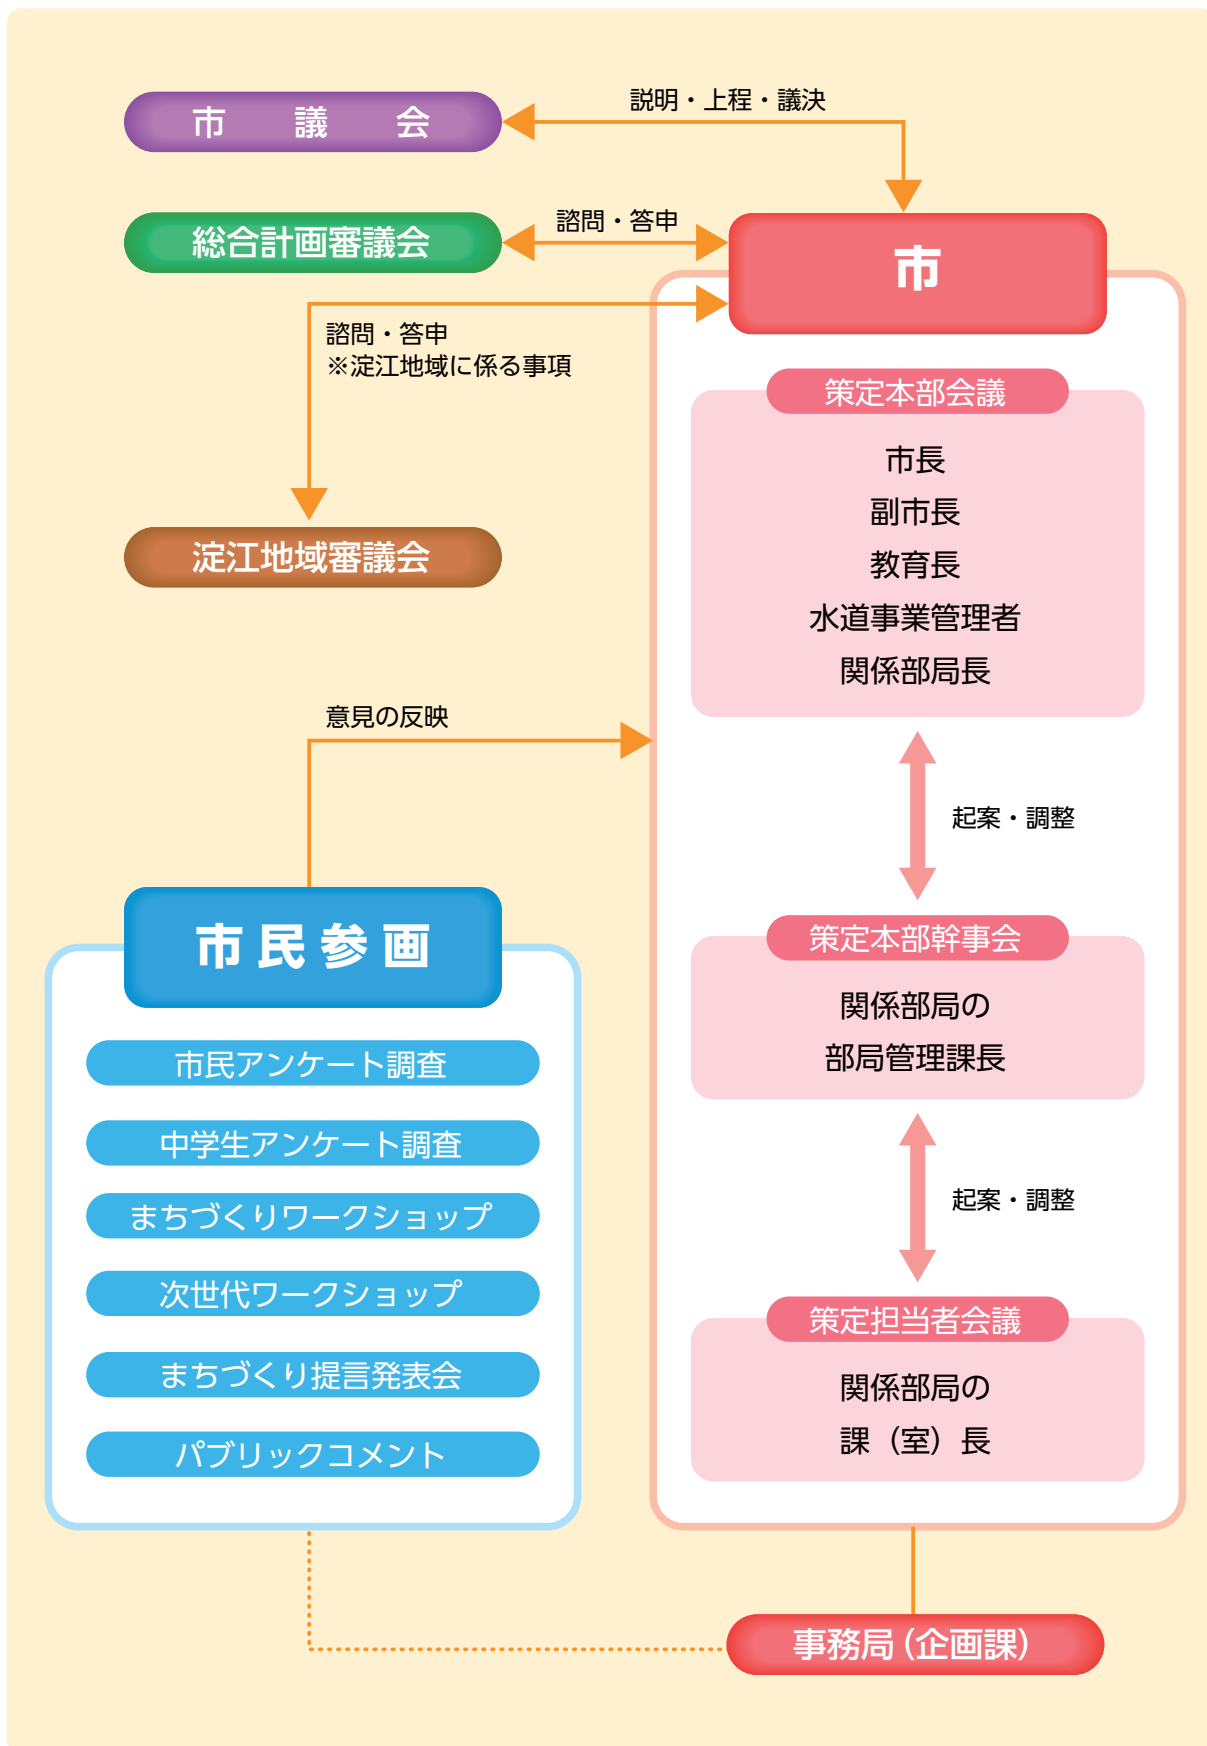 説明・上程・議決
市議会
総合計画審議会
諮問・答申
市
諮問・答申
※淀江地域に係る事項
淀江地域審議会
策定本部会議
市長
副市長
教育長
水道事業管理者
関係部局長
意見の反映
起案・調整
市民参画
市民アンケート調査
中学生アンケート調査
まちづくりワークショップ
次世代ワークショップ
まちづくり提言発表会
パブリックコメント
策定本部幹事会
関係部局の
部局管理課長
起案・調整
策定担当者会議
関係部局の
課（室）長
事務局（企画課）